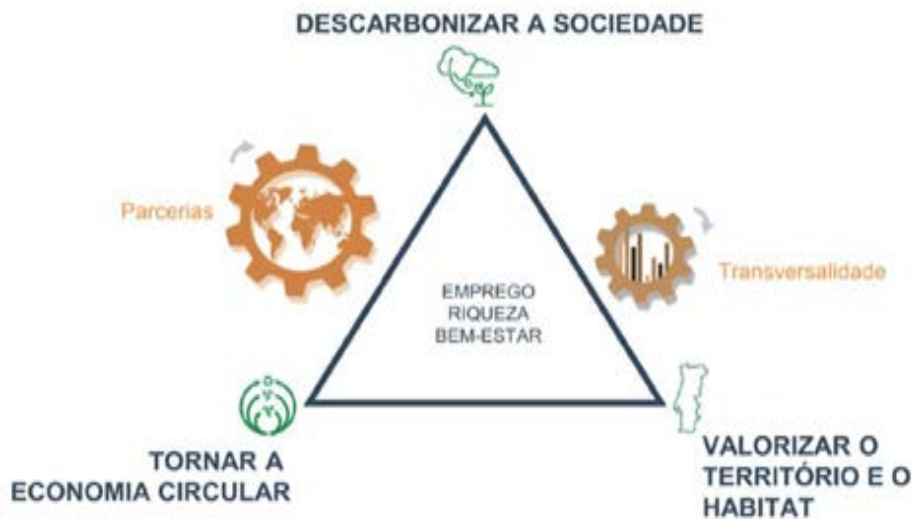 DESCARBONIZAR A SOCIEDADE
Parcerias
Transversalidade
EMPREGO
RIQUEZA
BEM-ESTAR
TORNAR A
ECONOMIA CIRCULAR
VALORIZAR O
TERRITÓRIO E O
HABITAT